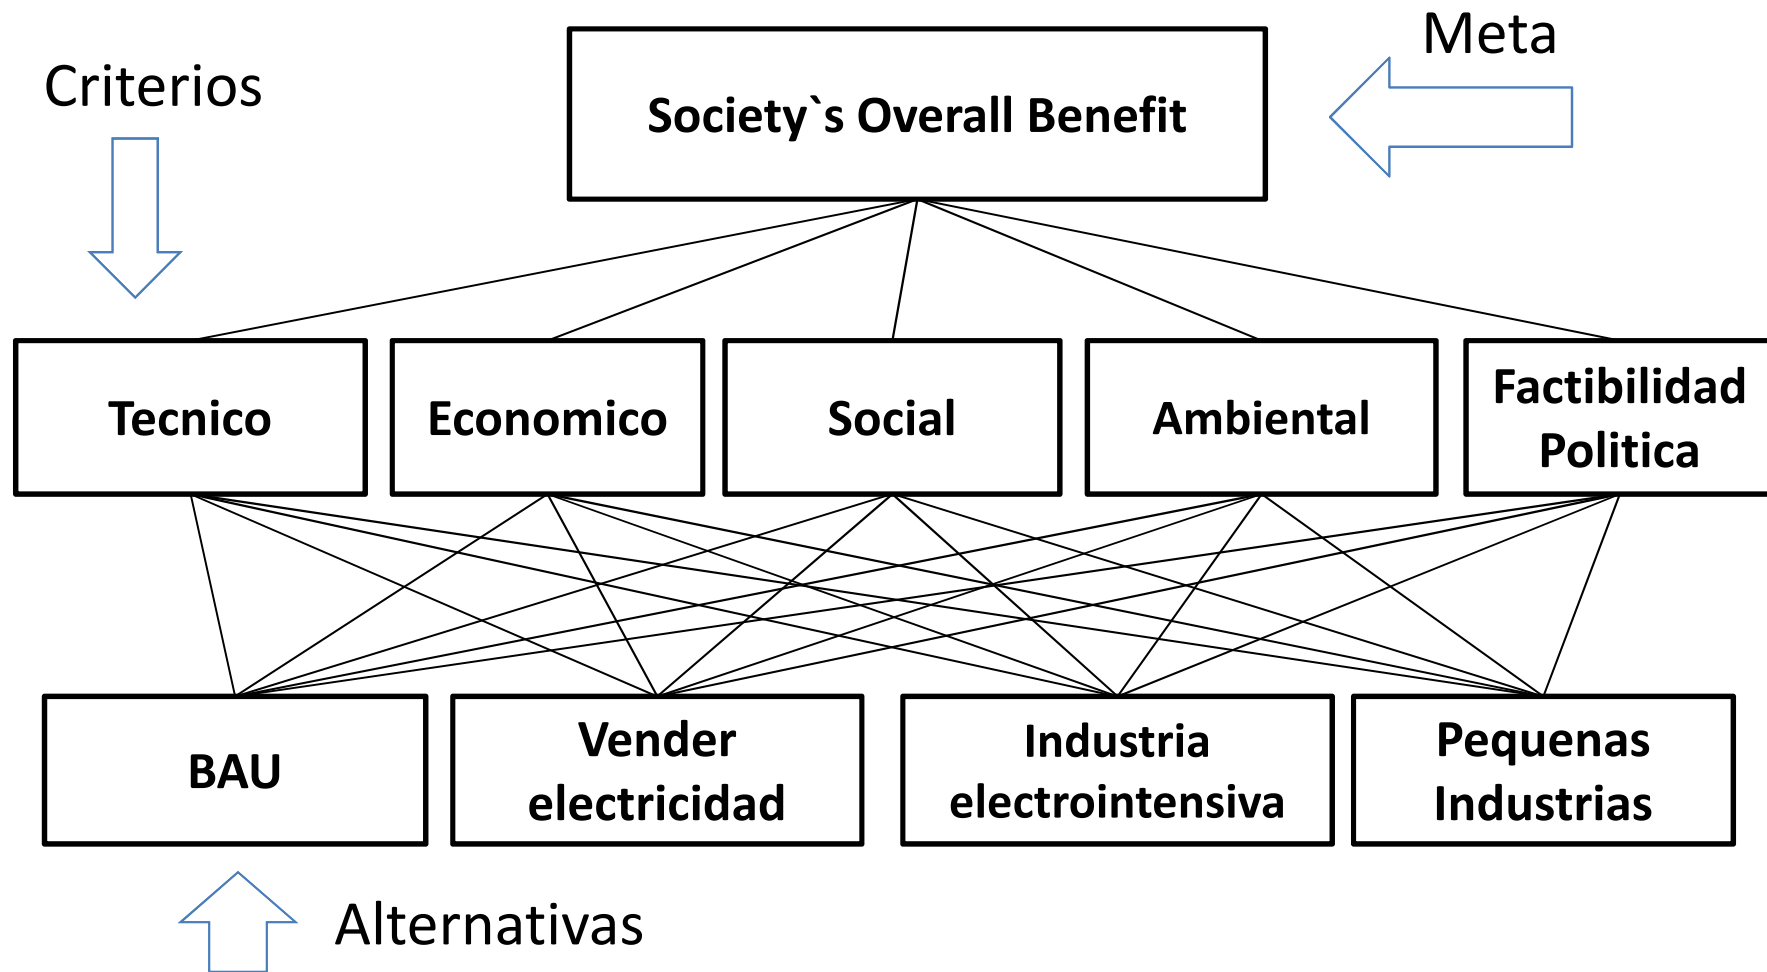 Meta
Criterios
Society`s Overall Benefit
Tecnico
Economico
Social
Ambiental
Factibilidad
Politica
BAU
Vender
electricidad
Industria
electrointensiva
Pequenas
Industrias
Alternativas